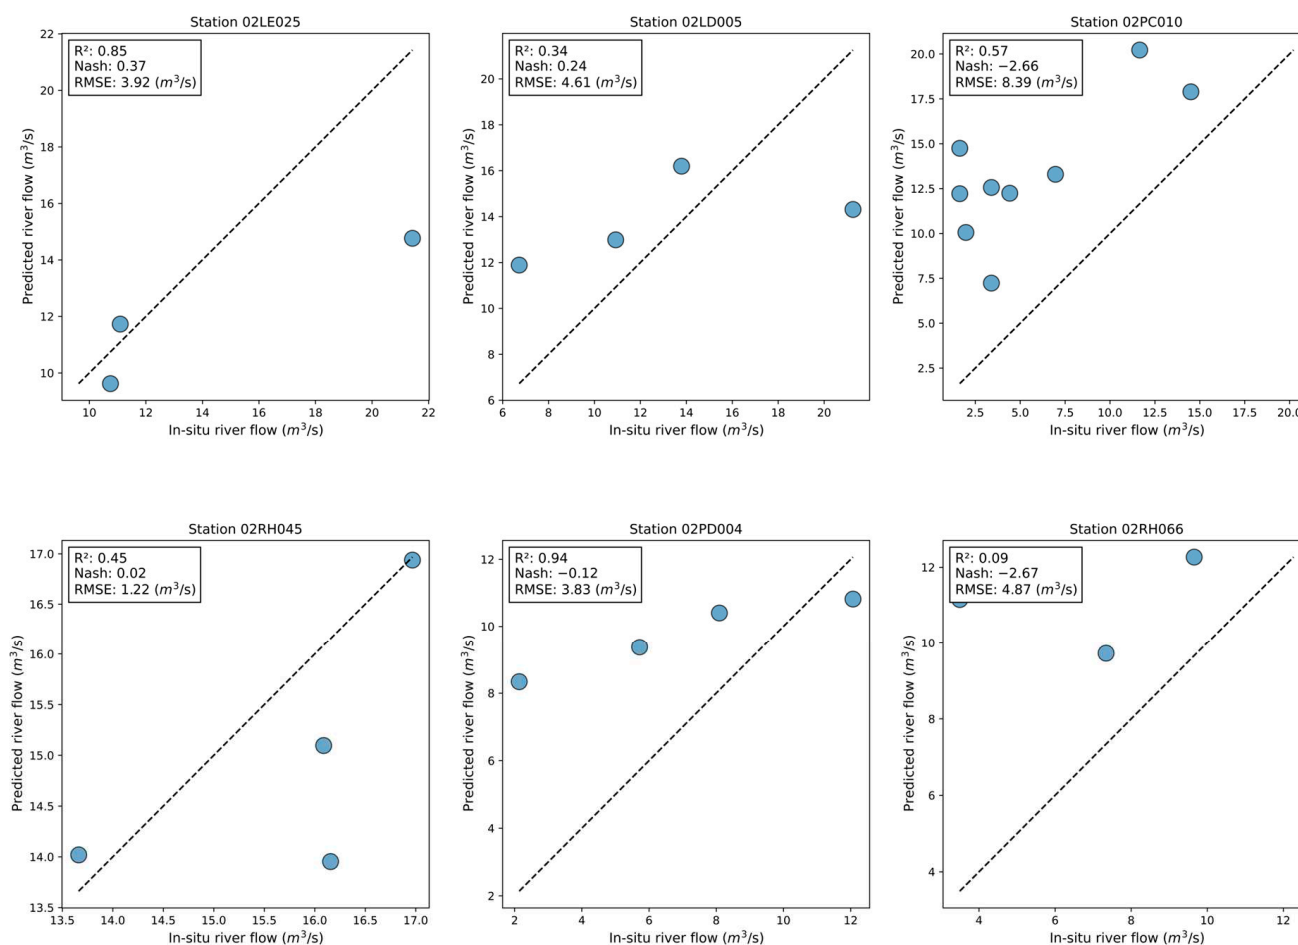 Station 02LE025
R²: 0.85
Nash: 0.37
RMSE: 3.92 (m³/s)
22
20
18
16
14
12
10
Predicted river flow (m³/s)
10 12 14 16 18 20 22
In-situ river flow (m³/s)
Station 02LD005
R²: 0.34
Nash: 0.24
RMSE: 4.61 (m³/s)
20
18
16
14
12
10
8
6
Predicted river flow (m³/s)
6 8 10 12 14 16 18 20
In-situ river flow (m³/s)
Station 02PC010
R²: 0.57
Nash: −2.66
RMSE: 8.39 (m³/s)
20.0
17.5
15.0
12.5
10.0
7.5
5.0
2.5
Predicted river flow (m³/s)
2.5 5.0 7.5 10.0 12.5 15.0 17.5 20.0
In-situ river flow (m³/s)
Station 02RH045
R²: 0.45
Nash: 0.02
RMSE: 1.22 (m³/s)
17.0
16.5
16.0
15.5
15.0
14.5
14.0
13.5
Predicted river flow (m³/s)
13.5 14.0 14.5 15.0 15.5 16.0 16.5 17.0
In-situ river flow (m³/s)
Station 02PD004
R²: 0.94
Nash: −0.12
RMSE: 3.83 (m³/s)
12
10
8
6
4
2
Predicted river flow (m³/s)
2 4 6 8 10 12
In-situ river flow (m³/s)
Station 02RH066
R²: 0.09
Nash: −2.67
RMSE: 4.87 (m³/s)
12
10
8
6
4
Predicted river flow (m³/s)
4 6 8 10 12
In-situ river flow (m³/s)